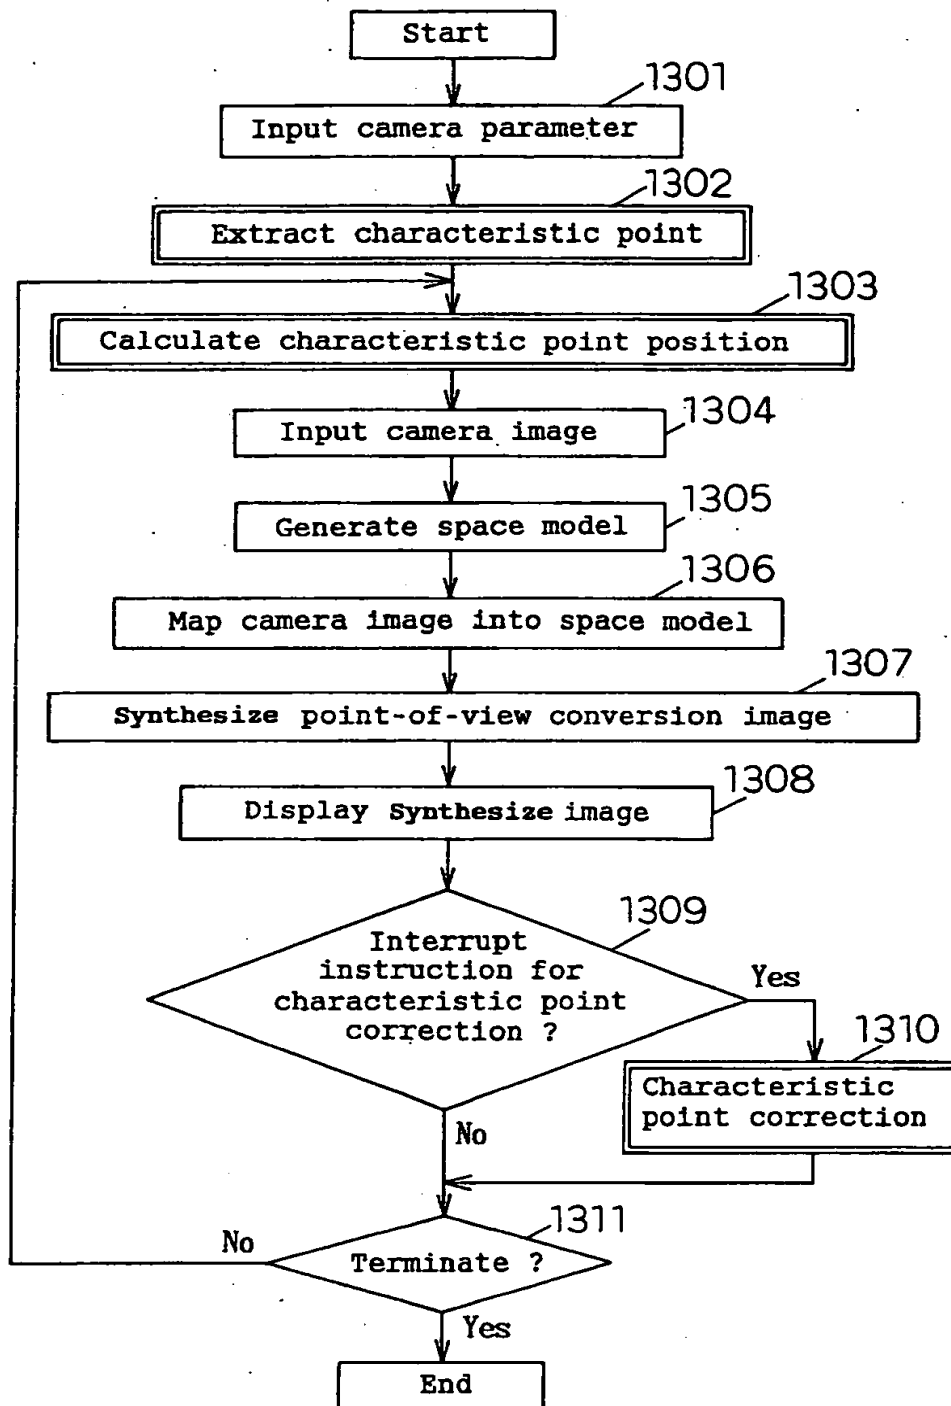 Start
1301
Input camera parameter
1302
Extract characteristic point
1303
Calculate characteristic point position
1304
Input camera image
1305
Generate space model
1306
Map camera image into space model
1307
Synthesize point-of-view conversion image
1308
Display Synthesize image
1309
Interrupt
instruction for
characteristic point
correction ?
Yes
1310
Characteristic
point correction
No
1311
No
Terminate ?
Yes
End